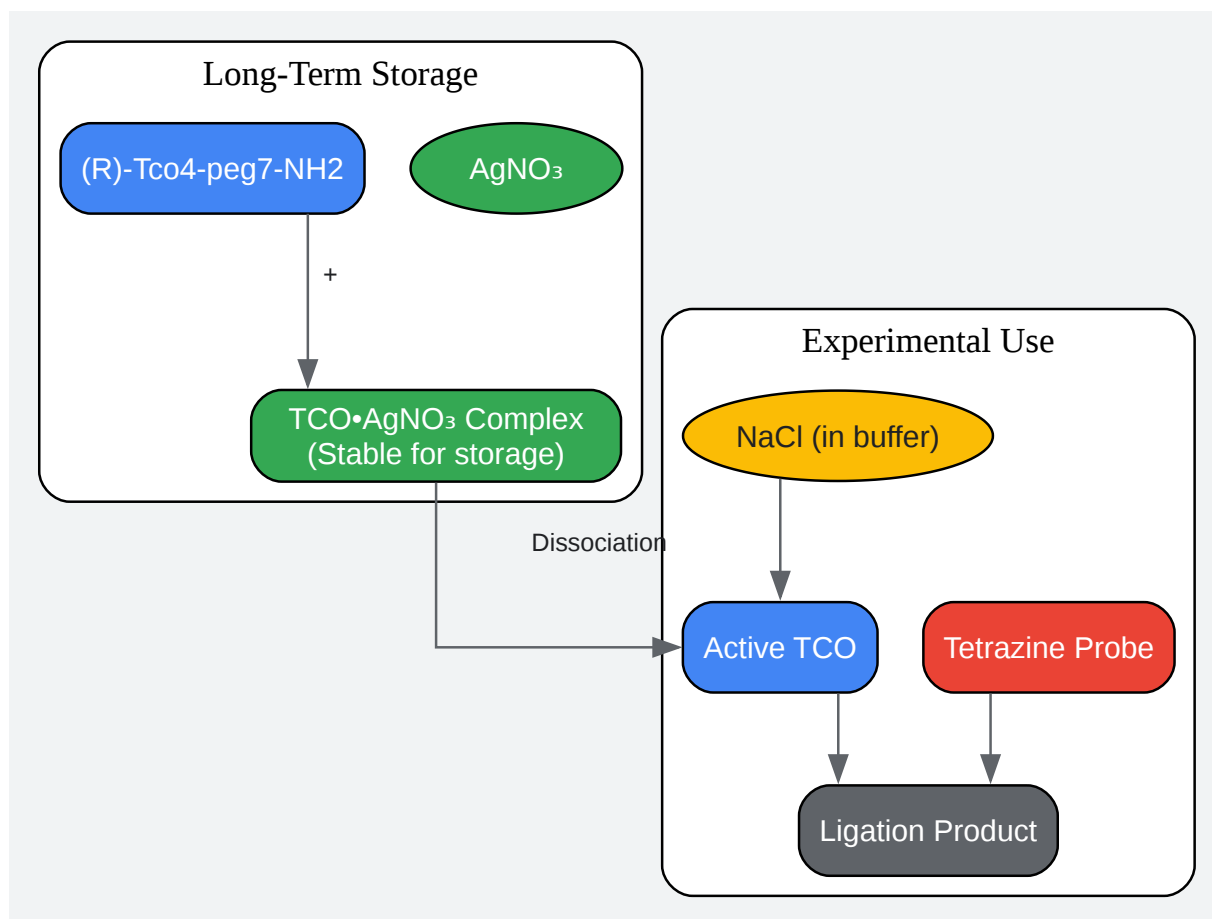 Long-Term Storage
(R)-Tco4-peg7-NH2
AgNO₃
+
TCO•AgNO₃ Complex
(Stable for storage)
Dissociation
Experimental Use
NaCl (in buffer)
Active TCO
Tetrazine Probe
Ligation Product